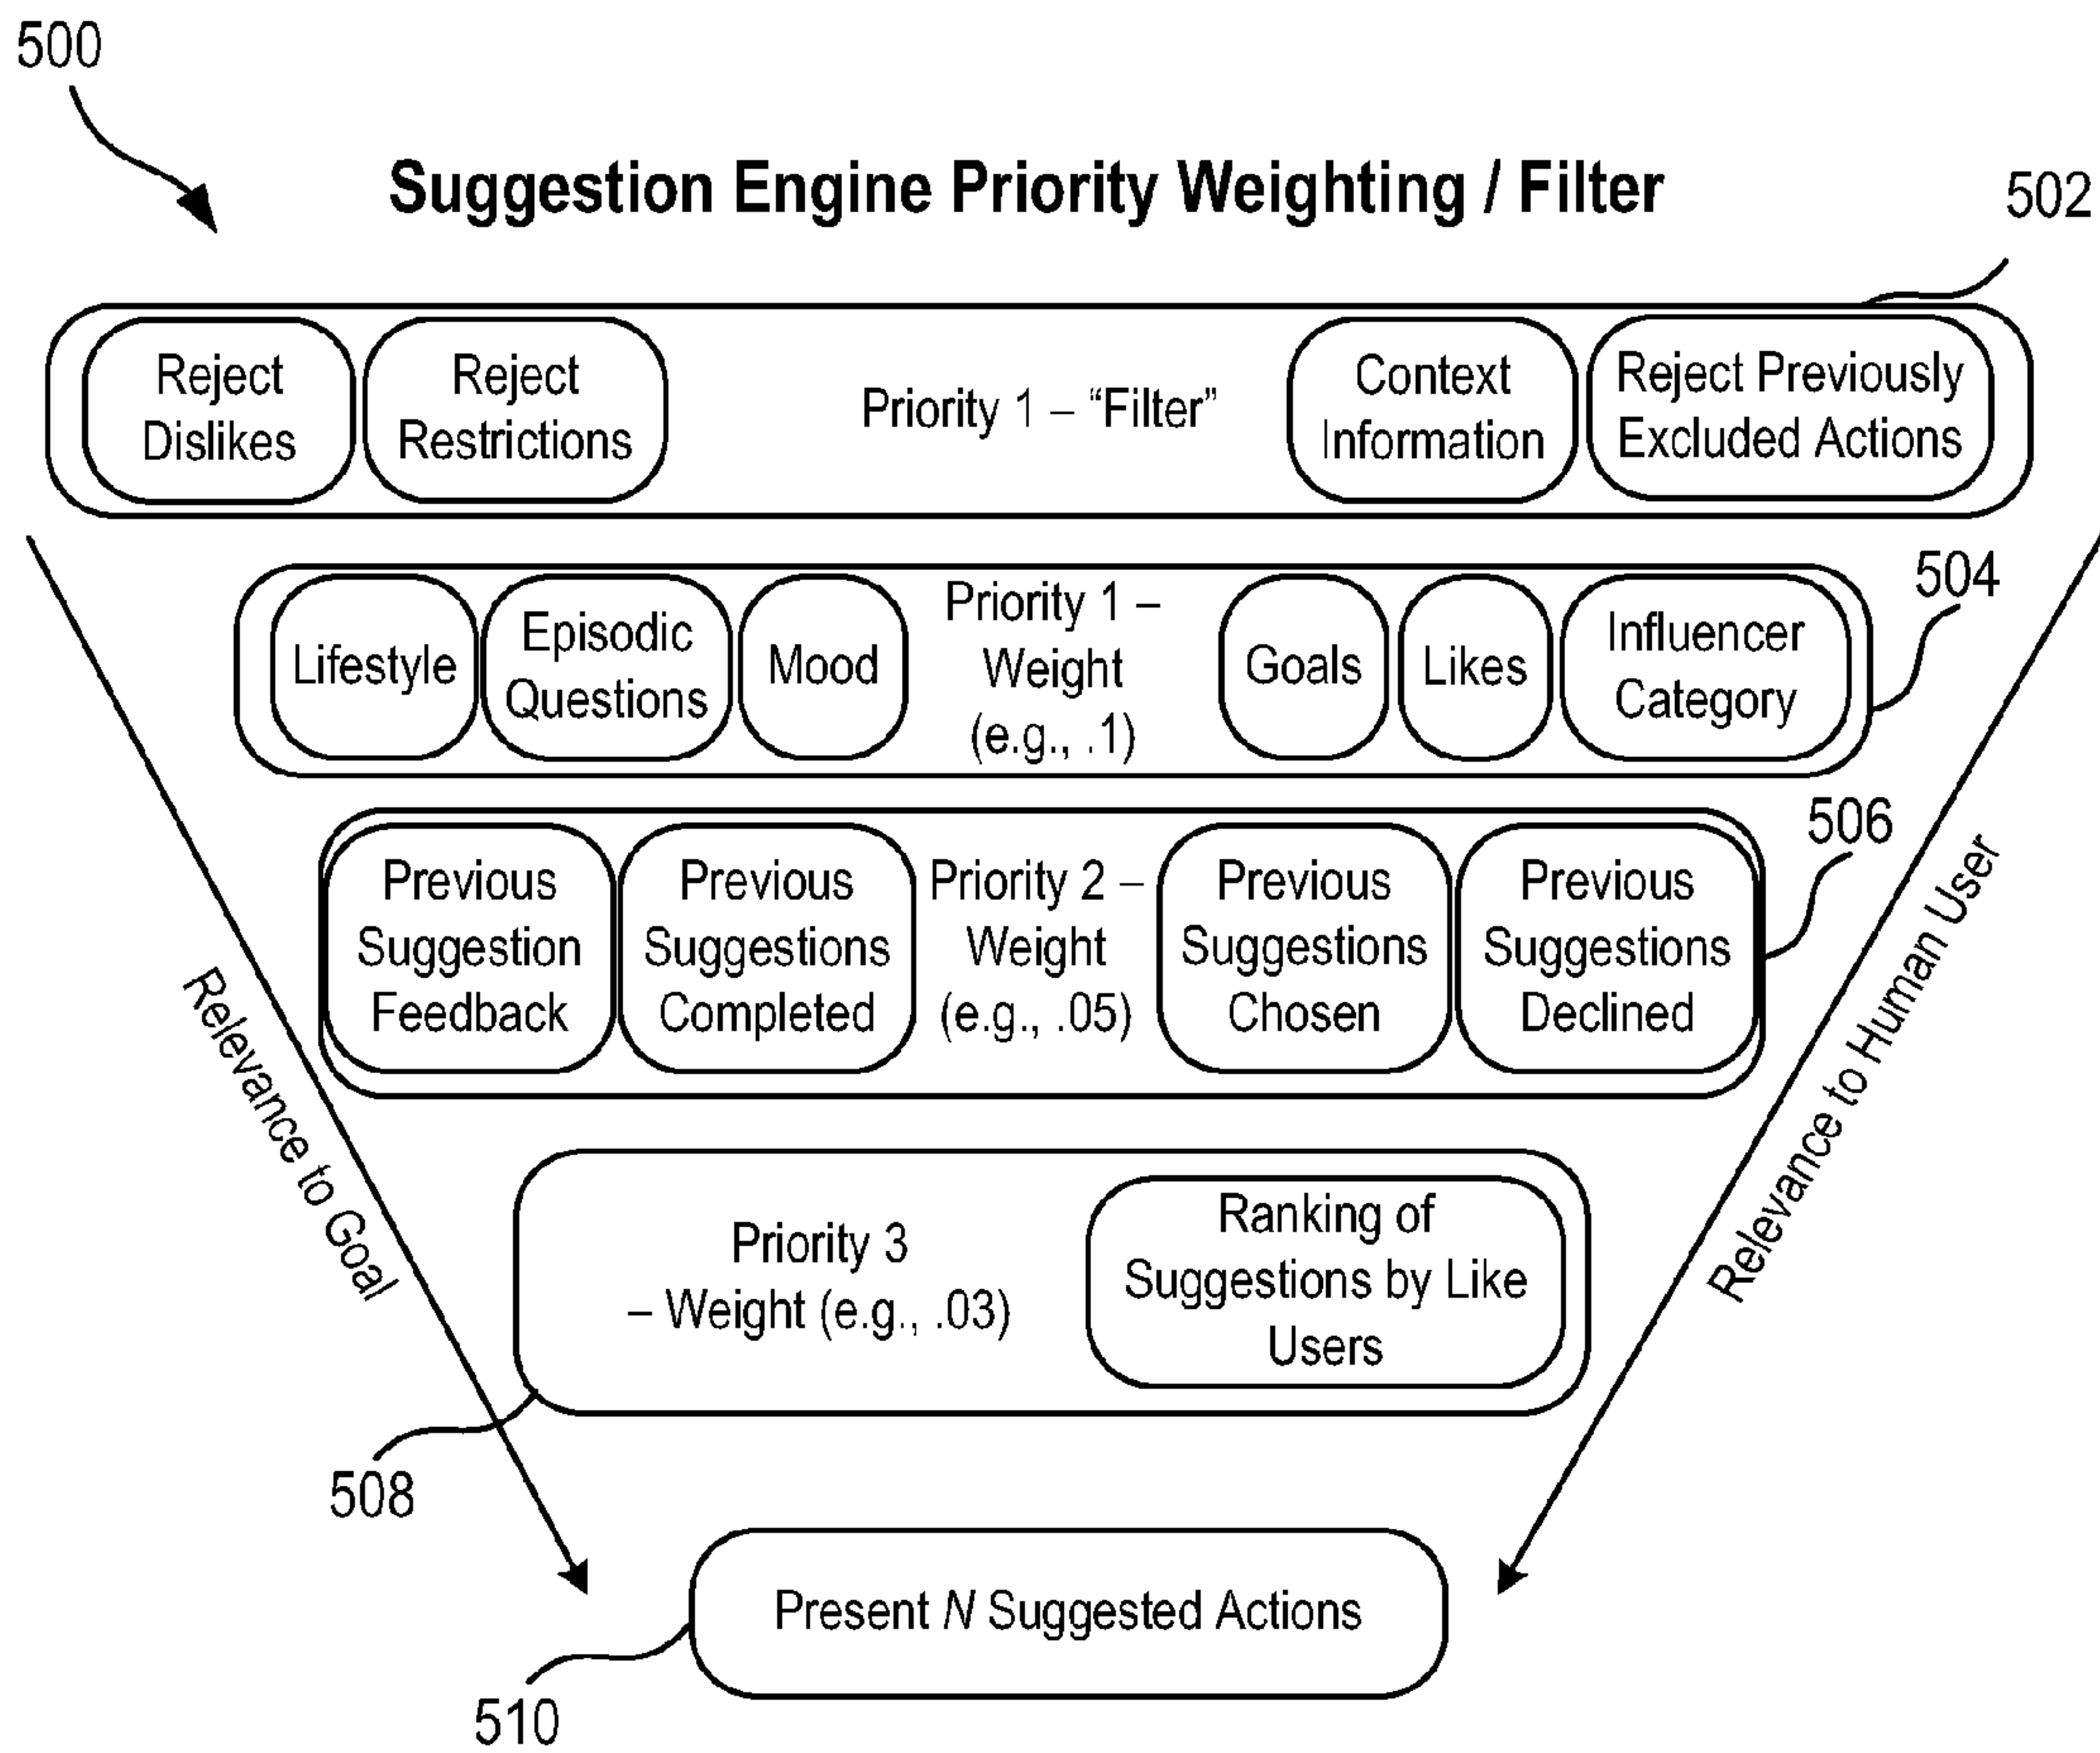 500
Suggestion Engine Priority Weighting / Filter
502
Reject
Dislikes
Reject
Restrictions
Priority 1 – “Filter”
Context
Information
Reject Previously
Excluded Actions
504
Lifestyle
Episodic
Questions
Mood
Priority 1 –
Weight
(e.g., .1)
Goals
Likes
Influencer
Category
506
Previous
Suggestion
Feedback
Previous
Suggestions
Completed
Priority 2 –
Weight
(e.g., .05)
Previous
Suggestions
Chosen
Previous
Suggestions
Declined
Relevance to Goal
Relevance to Human User
Priority 3
– Weight (e.g., .03)
Ranking of
Suggestions by Like
Users
508
Present N Suggested Actions
510